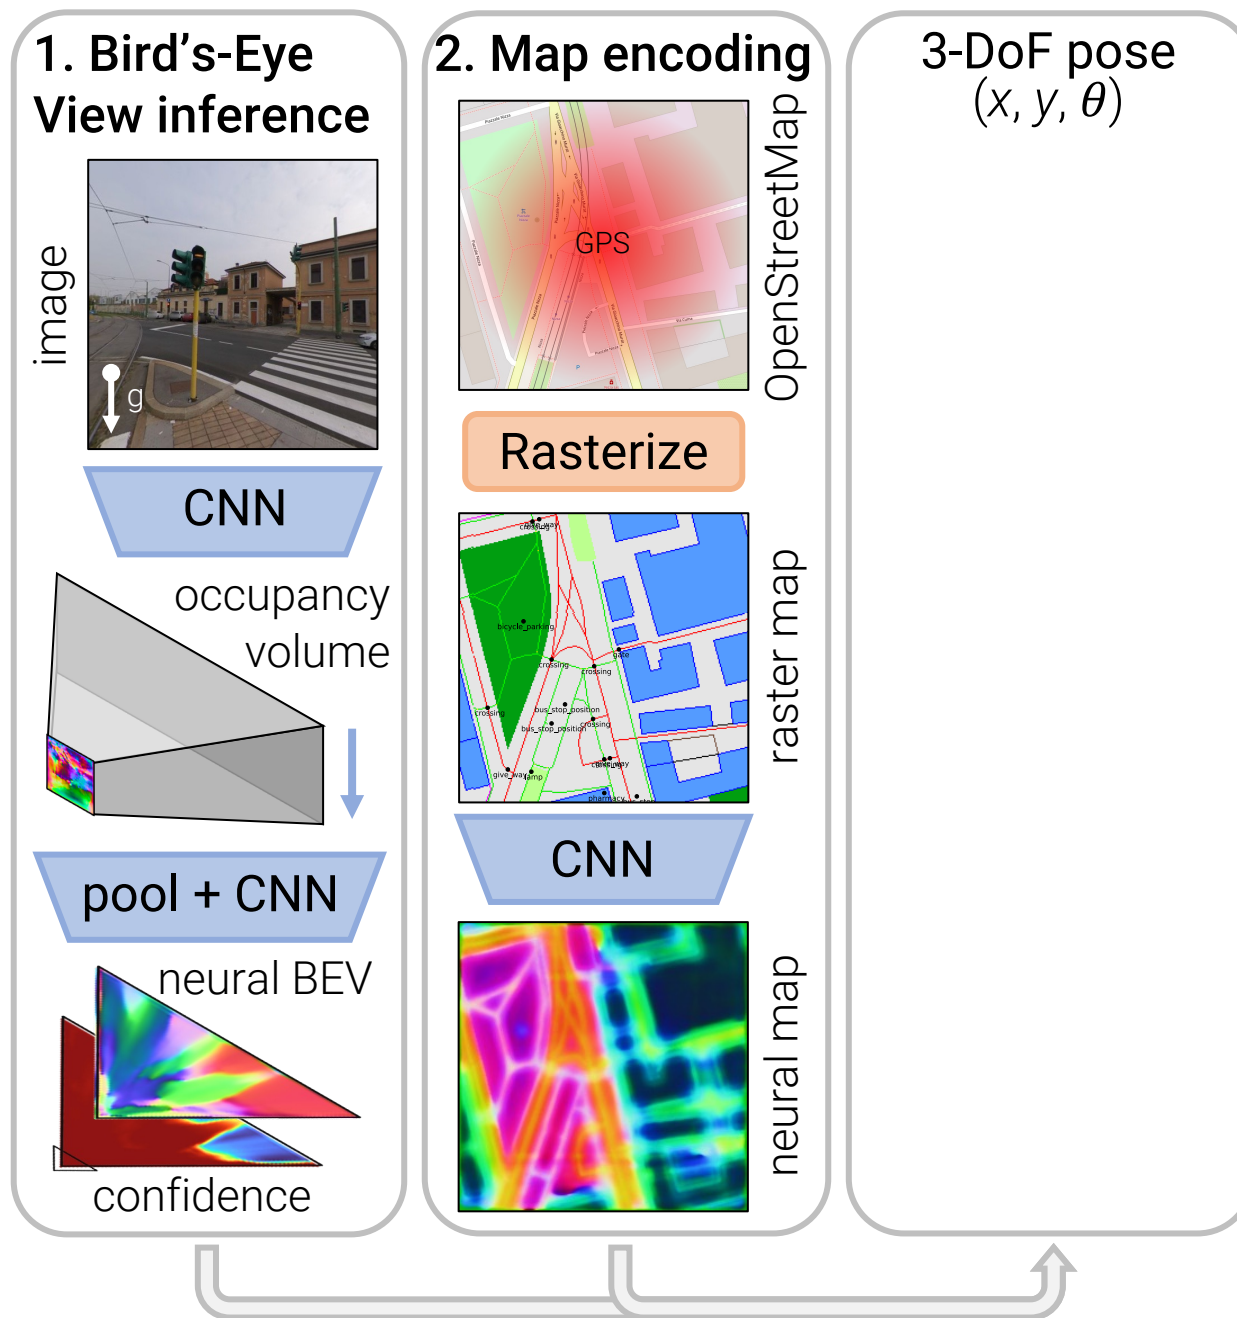 1. Bird's-Eye
View inference
image
g
CNN
occupancy
volume
pool + CNN
neural BEV
confidence
2. Map encoding
OpenStreetMap
GPS
Rasterize
raster map
crossing
bicycle_parking
crossing
crossing
gate
crossing
bus_stop_position
crossing
bus_stop_position
give_way
lamp
pharmacy
CNN
neural map
3-DoF pose
(x, y, θ)